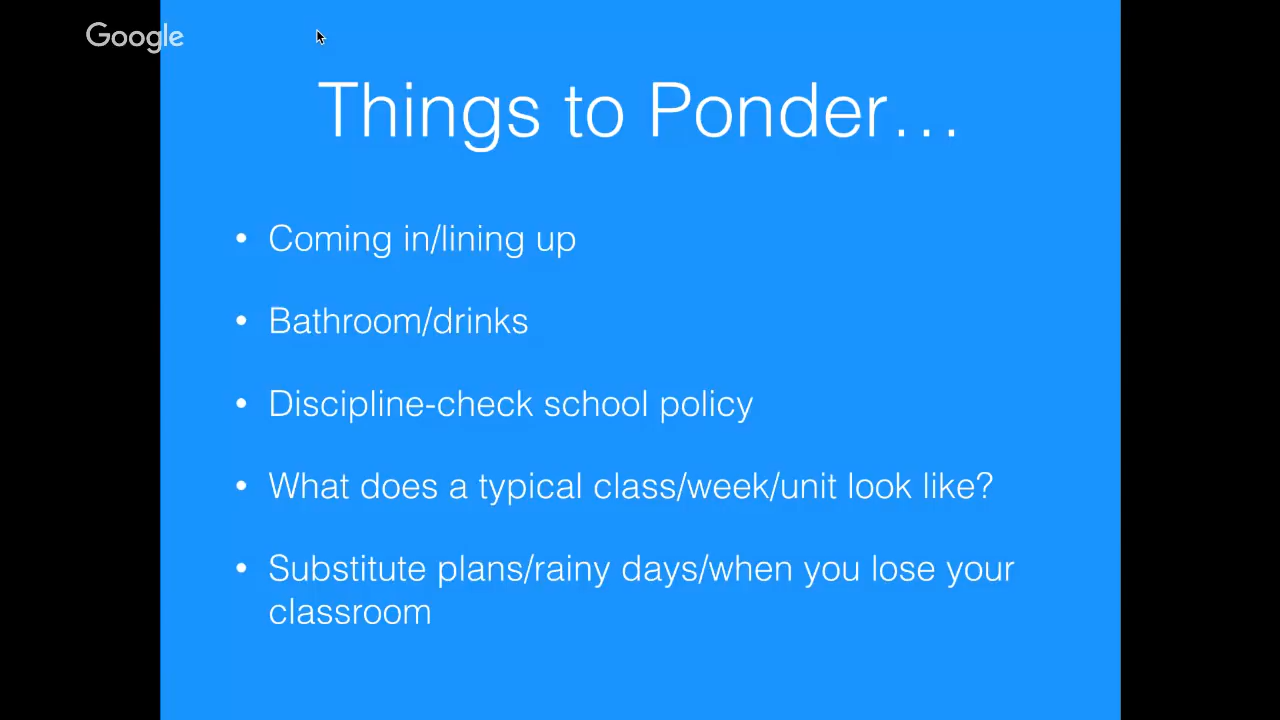 Google
Things to Ponder…
• Coming in/lining up
• Bathroom/drinks
• Discipline-check school policy
• What does a typical class/week/unit look like?
• Substitute plans/rainy days/when you lose your
classroom